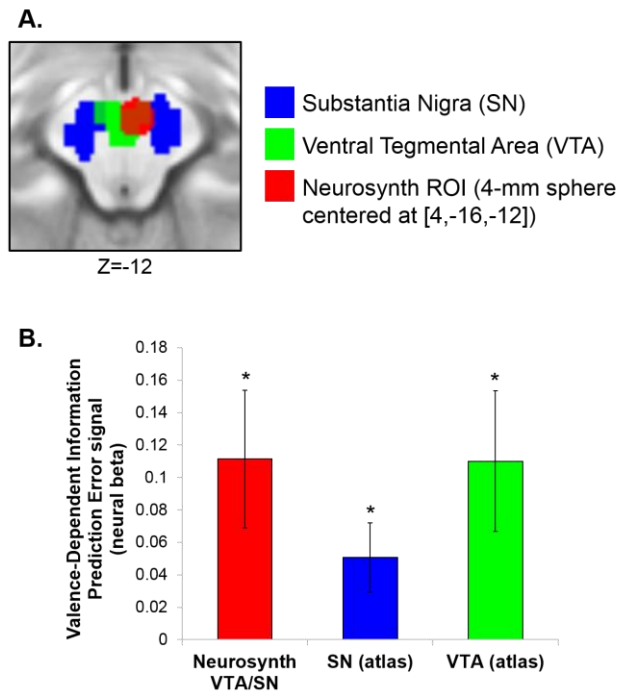 A.
Substantia Nigra (SN)
Ventral Tegmental Area (VTA)
Neurosynth ROI (4-mm sphere
centered at [4,-16,-12])
Z=-12
B.
Valence-Dependent Information
Prediction Error signal
(neural beta)
0.18
0.16
0.14
0.12
0.1
0.08
0.06
0.04
0.02
0
*
*
*
Neurosynth
VTA/SN
SN (atlas)
VTA (atlas)